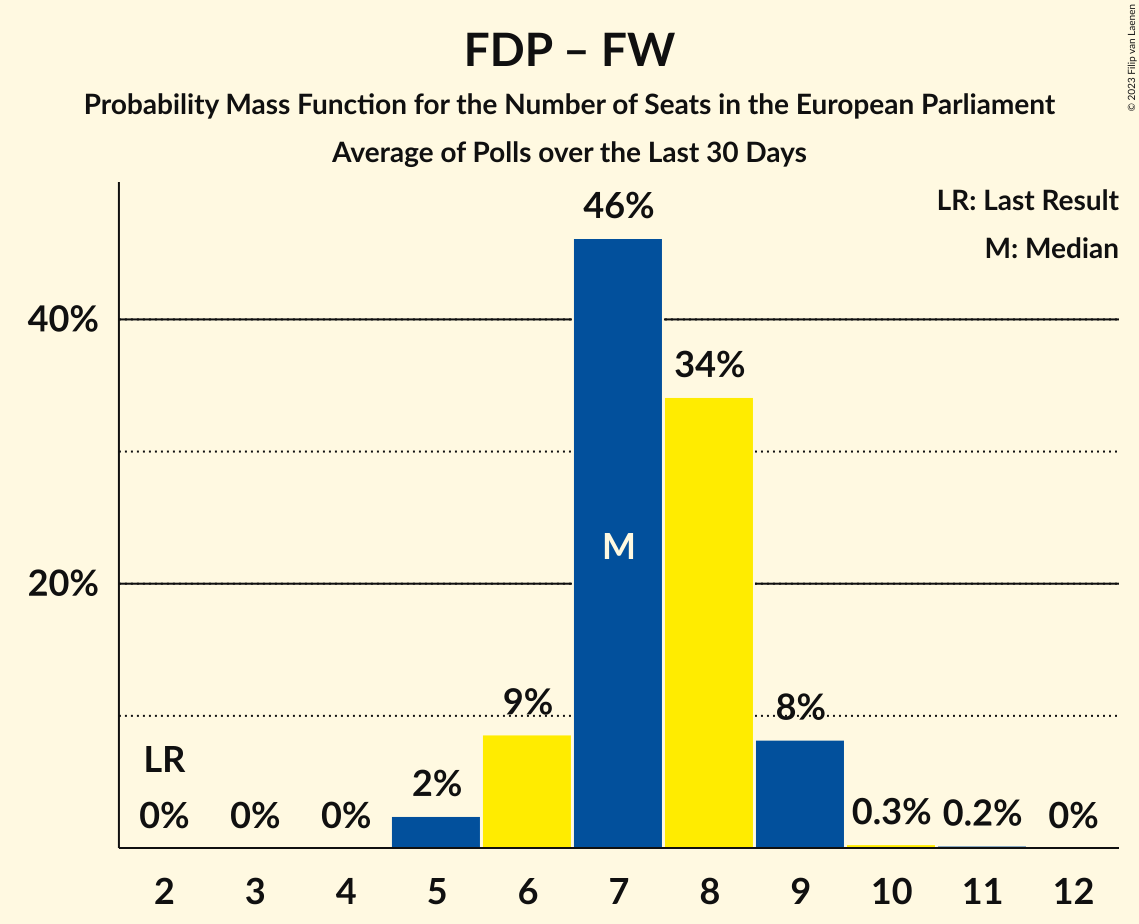 FDP – FW
Probability Mass Function for the Number of Seats in the European Parliament
Average of Polls over the Last 30 Days
© 2023 Filip van Laenen
LR: Last Result
M: Median
46%
40%
34%
M
20%
9%
8%
LR
2%
0%
0%
0%
0.3%
0.2%
0%
2 3 4 5 6 7 8 9 10 11 12